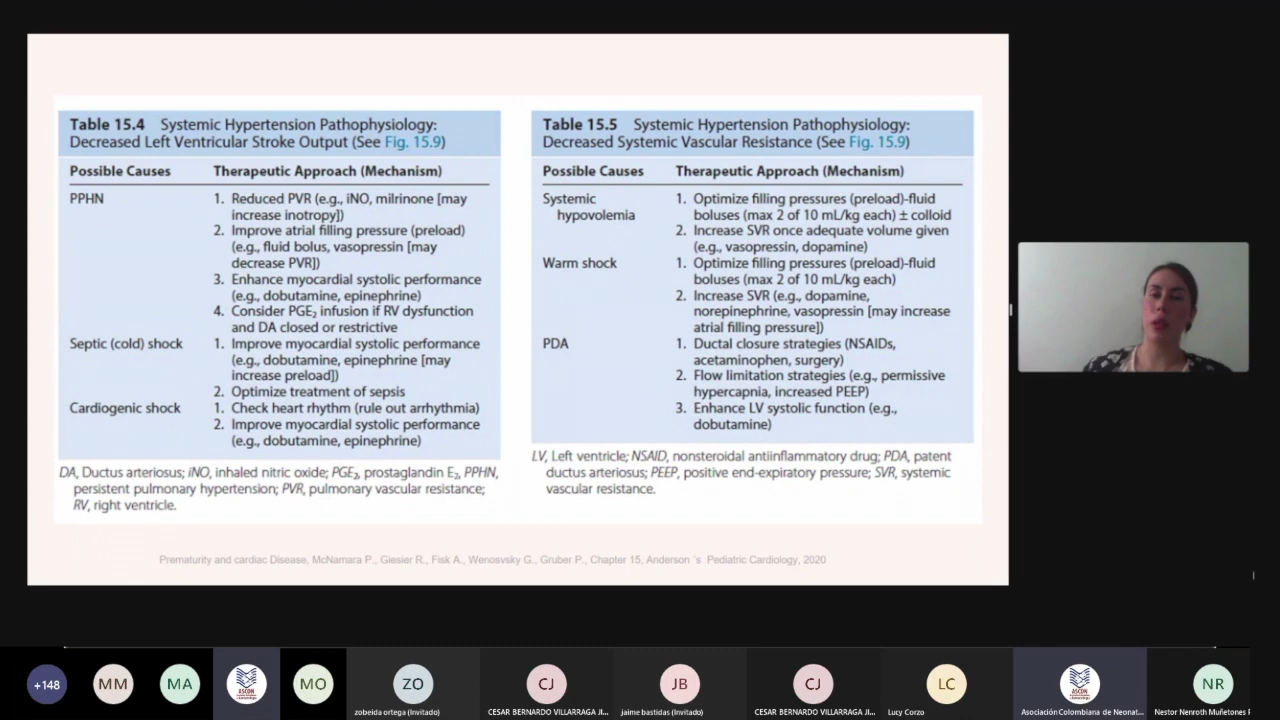 Table 15.4 Systemic Hypertension Pathophysiology:
Decreased Left Ventricular Stroke Output (See Fig. 15.9)
Possible Causes Therapeutic Approach (Mechanism)
PPHN 1. Reduced PVR (e.g., iNO, milrinone [may
increase inotropy])
2. Improve atrial filling pressure (preload)
(e.g., fluid bolus, vasopressin [may
decrease PVR])
3. Enhance myocardial systolic performance
(e.g., dobutamine, epinephrine)
4. Consider PGE₂ infusion if RV dysfunction
and DA closed or restrictive
Septic (cold) shock 1. Improve myocardial systolic performance
(e.g., dobutamine, epinephrine [may
increase preload])
2. Optimize treatment of sepsis
Cardiogenic shock 1. Check heart rhythm (rule out arrhythmia)
2. Improve myocardial systolic performance
(e.g., dobutamine, epinephrine)
DA, Ductus arteriosus; iNO, inhaled nitric oxide; PGE₂, prostaglandin E₂, PPHN,
persistent pulmonary hypertension; PVR, pulmonary vascular resistance;
RV, right ventricle.
Table 15.5 Systemic Hypertension Pathophysiology:
Decreased Systemic Vascular Resistance (See Fig. 15.9)
Possible Causes Therapeutic Approach (Mechanism)
Systemic 1. Optimize filling pressures (preload)-fluid
hypovolemia boluses (max 2 of 10 mL/kg each) ± colloid
2. Increase SVR once adequate volume given
(e.g., vasopressin, dopamine)
Warm shock 1. Optimize filling pressures (preload)-fluid
boluses (max 2 of 10 mL/kg each)
2. Increase SVR (e.g., dopamine,
norepinephrine, vasopressin [may increase
atrial filling pressure])
PDA 1. Ductal closure strategies (NSAIDs,
acetaminophen, surgery)
2. Flow limitation strategies (e.g., permissive
hypercapnia, increased PEEP)
3. Enhance LV systolic function (e.g.,
dobutamine)
LV, Left ventricle; NSAID, nonsteroidal antiinflammatory drug; PDA, patent
ductus arteriosus; PEEP, positive end-expiratory pressure; SVR, systemic
vascular resistance.
Prematurity and cardiac Disease, McNamara P., Giesier R., Fisk A., Wenosvsky G., Gruber P., Chapter 15, Anderson ´s Pediatric Cardiology, 2020
+148 MM MA ASCON MO ZO CJ JB CJ LC ASCON NR
zobeida ortega (Invitado) CESAR BERNARDO VILLARRAGA JI... jaime bastidas (Invitado) CESAR BERNARDO VILLARRAGA JI... Lucy Corzo Asociación Colombiana de Neonat... Nestor Nenroth Muñetones